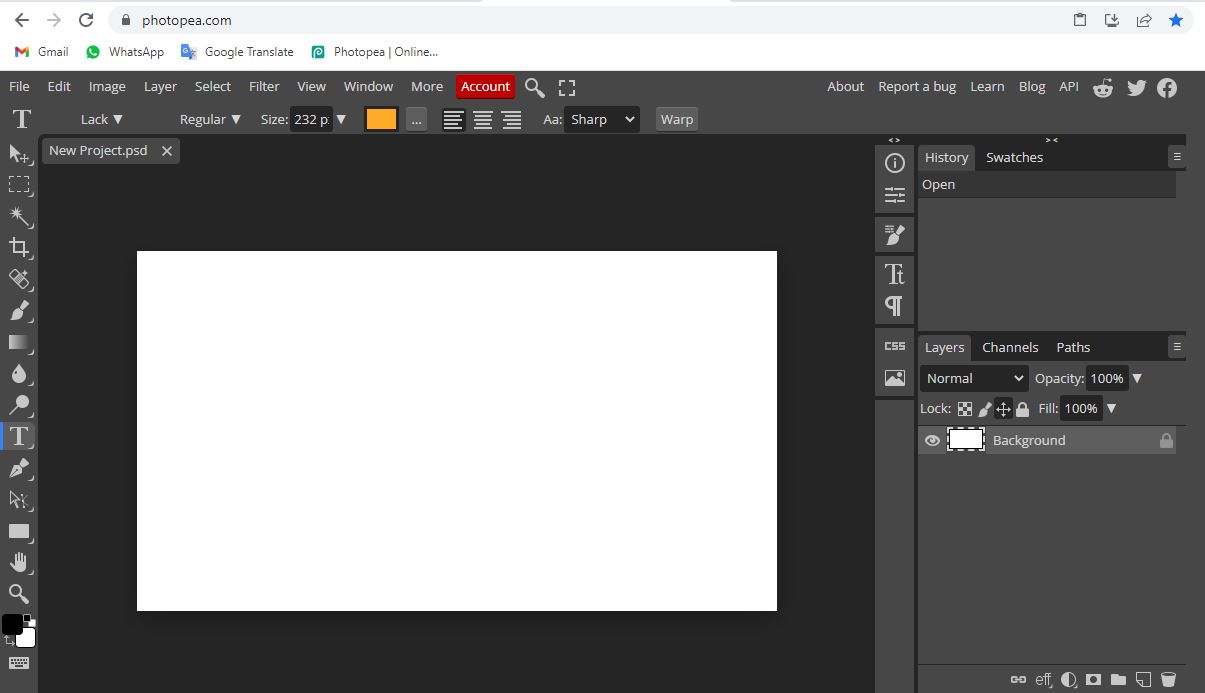 photopea.com
Gmail WhatsApp Google Translate Photopea | Online...
File Edit Image Layer Select Filter View Window More Account About Report a bug Learn Blog API
T Lack ▼ Regular ▼ Size: 232 p ▼ ... Aa: Sharp Warp
New Project.psd ✕ < > > <
History Swatches
Open
Tt
¶
CSS
Layers Channels Paths
Normal Opacity: 100% ▼
Lock: Fill: 100% ▼
T
Background
eff